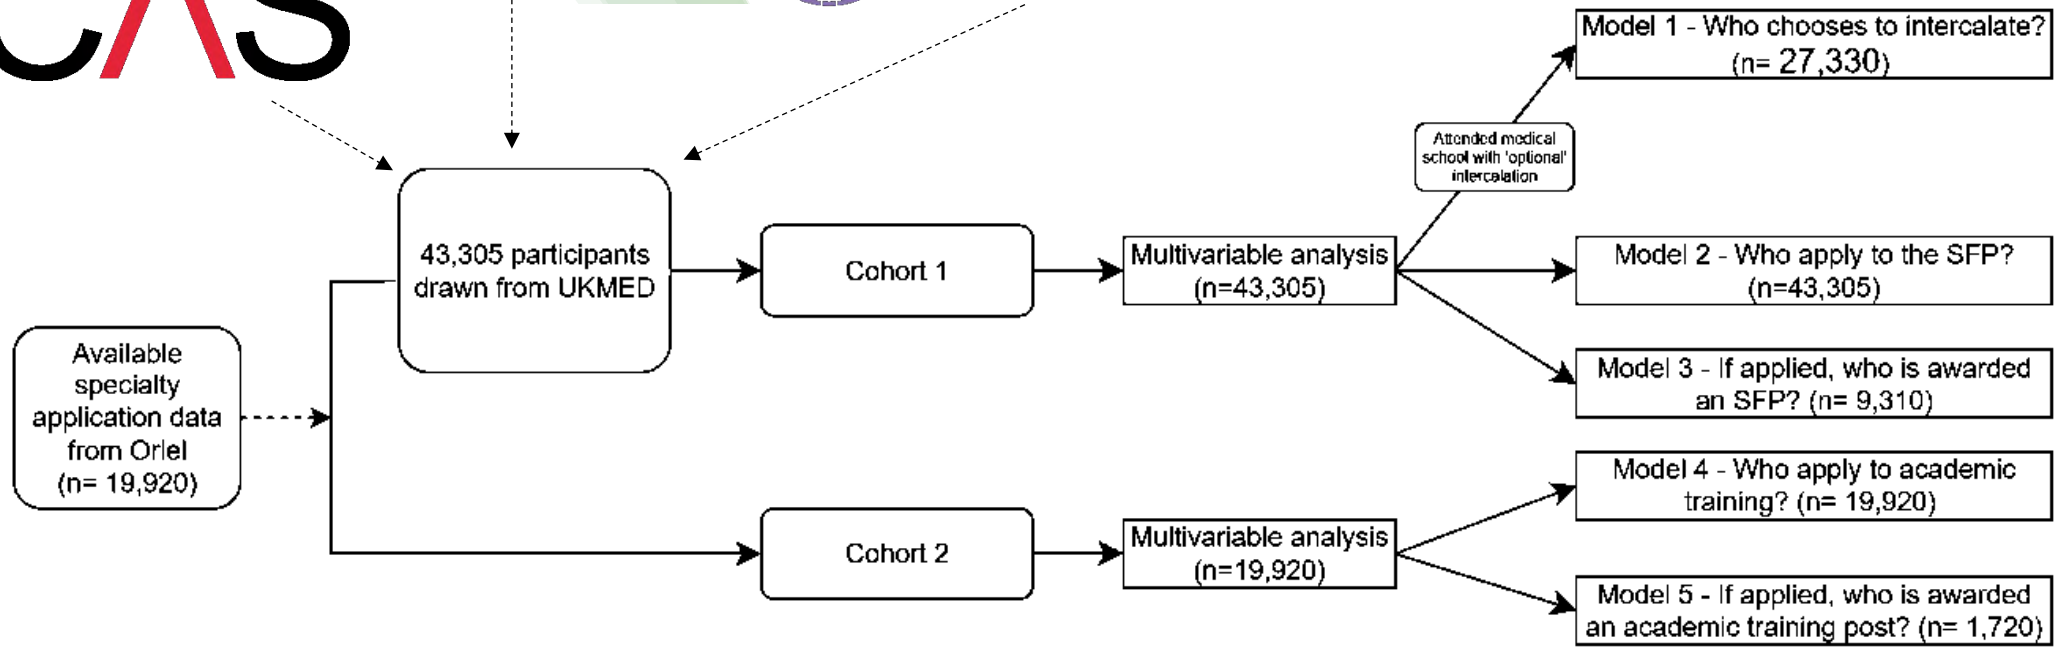 CAS
Model 1 - Who chooses to intercalate?
(n= 27,330)
Attended medical
school with 'optional'
intercalation
43,305 participants
drawn from UKMED
Cohort 1
Multivariable analysis
(n=43,305)
Model 2 - Who apply to the SFP?
(n=43,305)
Model 3 - If applied, who is awarded
an SFP? (n= 9,310)
Available
specialty
application data
from Oriel
(n= 19,920)
Cohort 2
Multivariable analysis
(n=19,920)
Model 4 - Who apply to academic
training? (n= 19,920)
Model 5 - If applied, who is awarded
an academic training post? (n= 1,720)